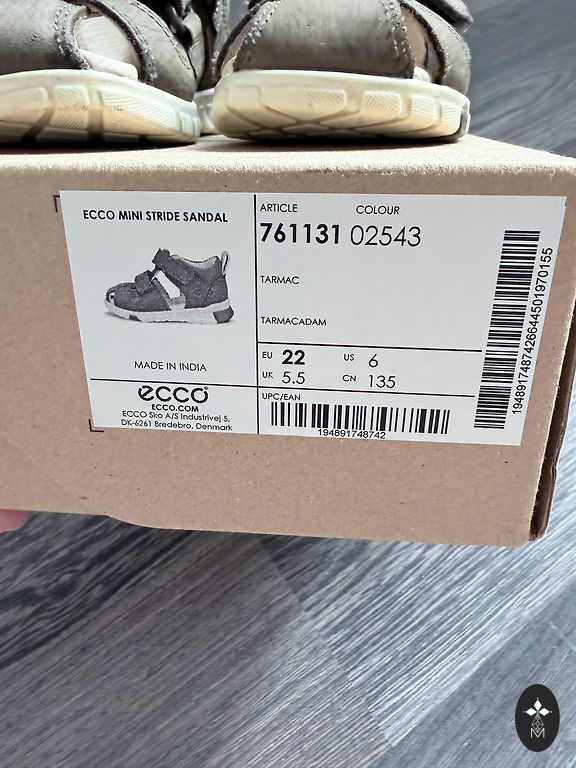 ECCO MINI STRIDE SANDAL
MADE IN INDIA
ecco
ECCO.COM
ECCO Sko A/S Industrivej 5,
DK-6261 Bredebro, Denmark
ARTICLE COLOUR
761131 02543
TARMAC
TARMACADAM
EU 22 US 6
UK 5.5 CN 135
UPC/EAN
194891748742
1948917487426644501970155
M